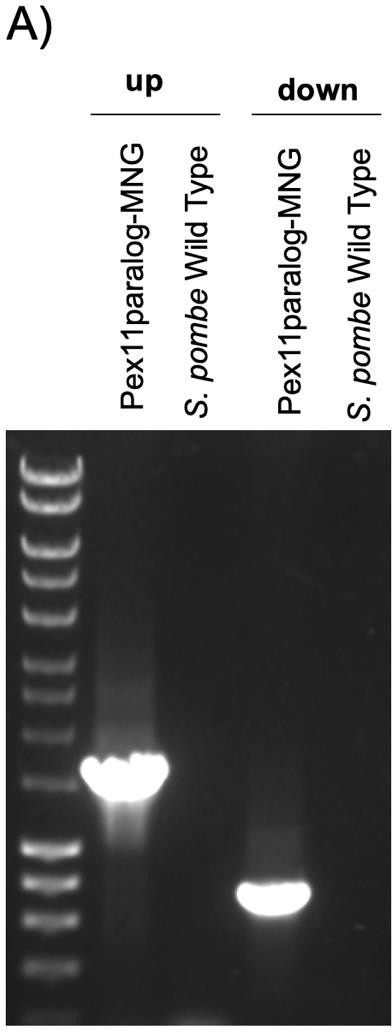 A)
up
down
Pex11paralog-MNG
S. pombe Wild Type
Pex11paralog-MNG
S. pombe Wild Type